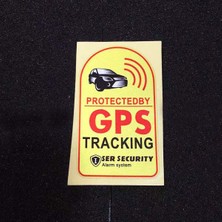 PROTECTEDBY
GPS
TRACKING
SER SECURITY
Alarm system